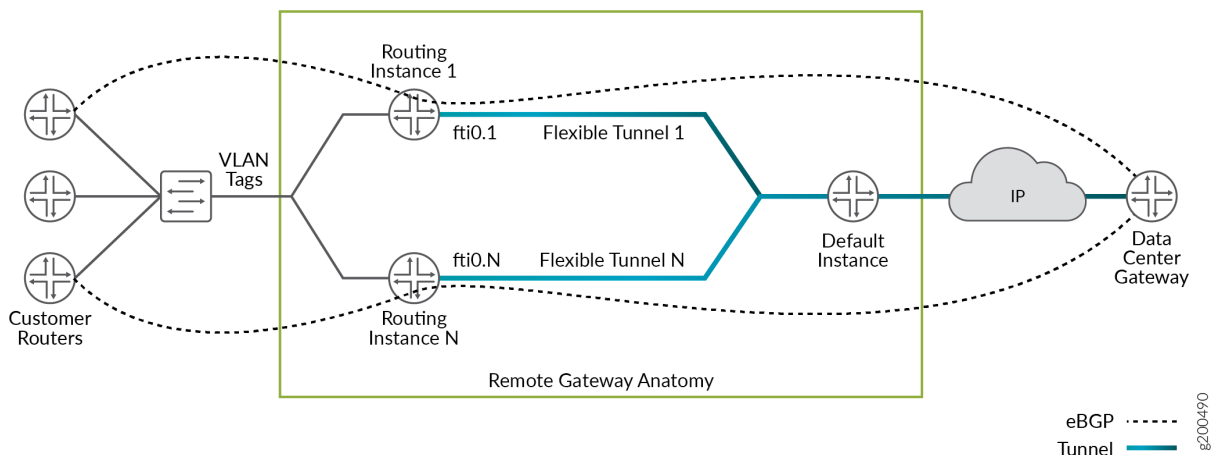 Routing
Instance 1
fti0.1
Flexible Tunnel 1
VLAN
Tags
IP
Default
Instance
Data
Center
Gateway
fti0.N
Flexible Tunnel N
Customer
Routers
Routing
Instance N
Remote Gateway Anatomy
eBGP
Tunnel
g200490